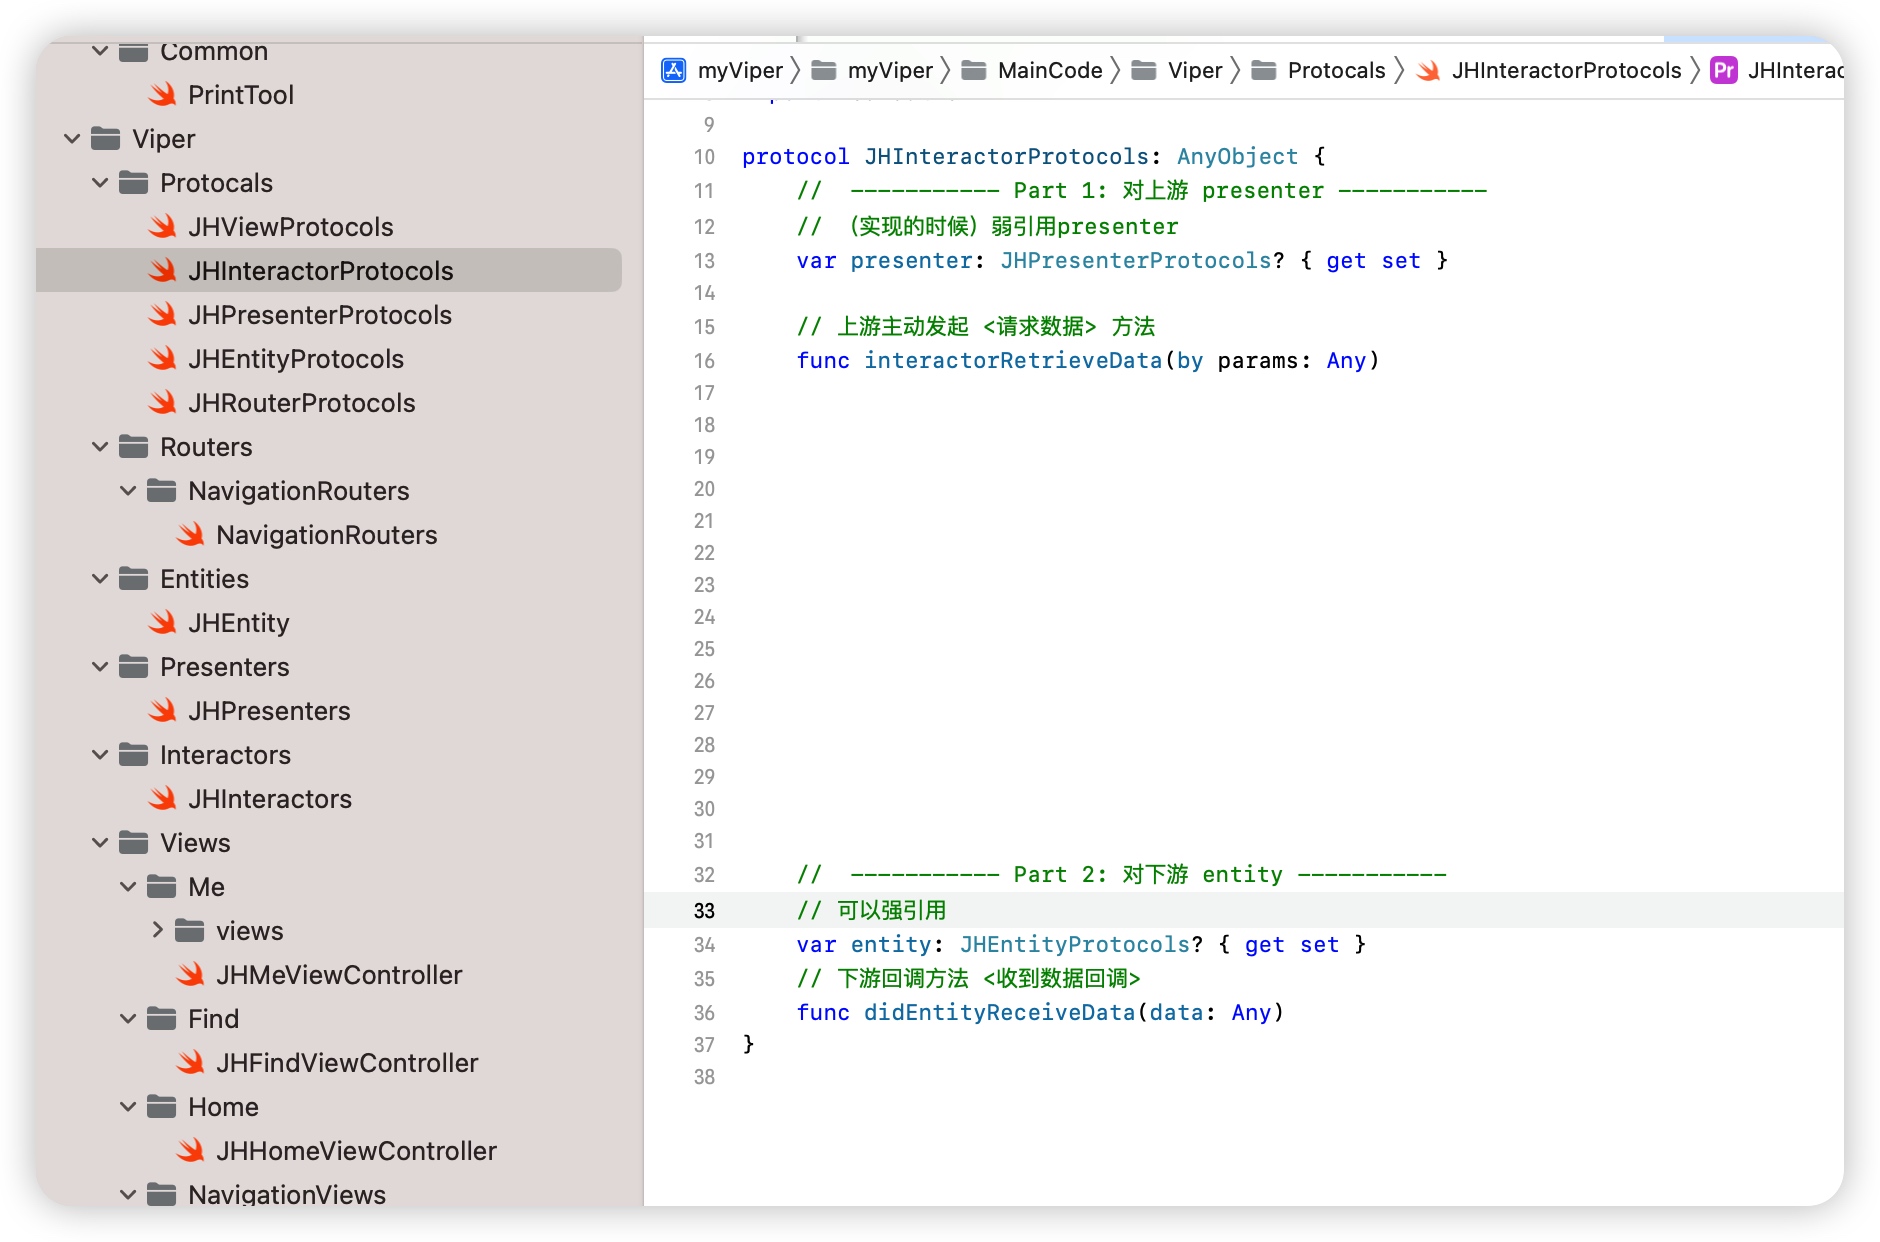 Common
PrintTool
Viper
Protocals
JHViewProtocols
JHInteractorProtocols
JHPresenterProtocols
JHEntityProtocols
JHRouterProtocols
Routers
NavigationRouters
NavigationRouters
Entities
JHEntity
Presenters
JHPresenters
Interactors
JHInteractors
Views
Me
views
JHMeViewController
Find
JHFindViewController
Home
JHHomeViewController
NavigationViews
myViper 〉 myViper 〉 MainCode 〉 Viper 〉 Protocals 〉 JHInteractorProtocols 〉 Pr JHInterac
9
10 protocol JHInteractorProtocols: AnyObject {
11 // ----------- Part 1: 对上游 presenter -----------
12 // （实现的时候）弱引用presenter
13 var presenter: JHPresenterProtocols? { get set }
14
15 // 上游主动发起 <请求数据> 方法
16 func interactorRetrieveData(by params: Any)
17
18
19
20
21
22
23
24
25
26
27
28
29
30
31
32 // ----------- Part 2: 对下游 entity -----------
33 // 可以强引用
34 var entity: JHEntityProtocols? { get set }
35 // 下游回调方法 <收到数据回调>
36 func didEntityReceiveData(data: Any)
37 }
38